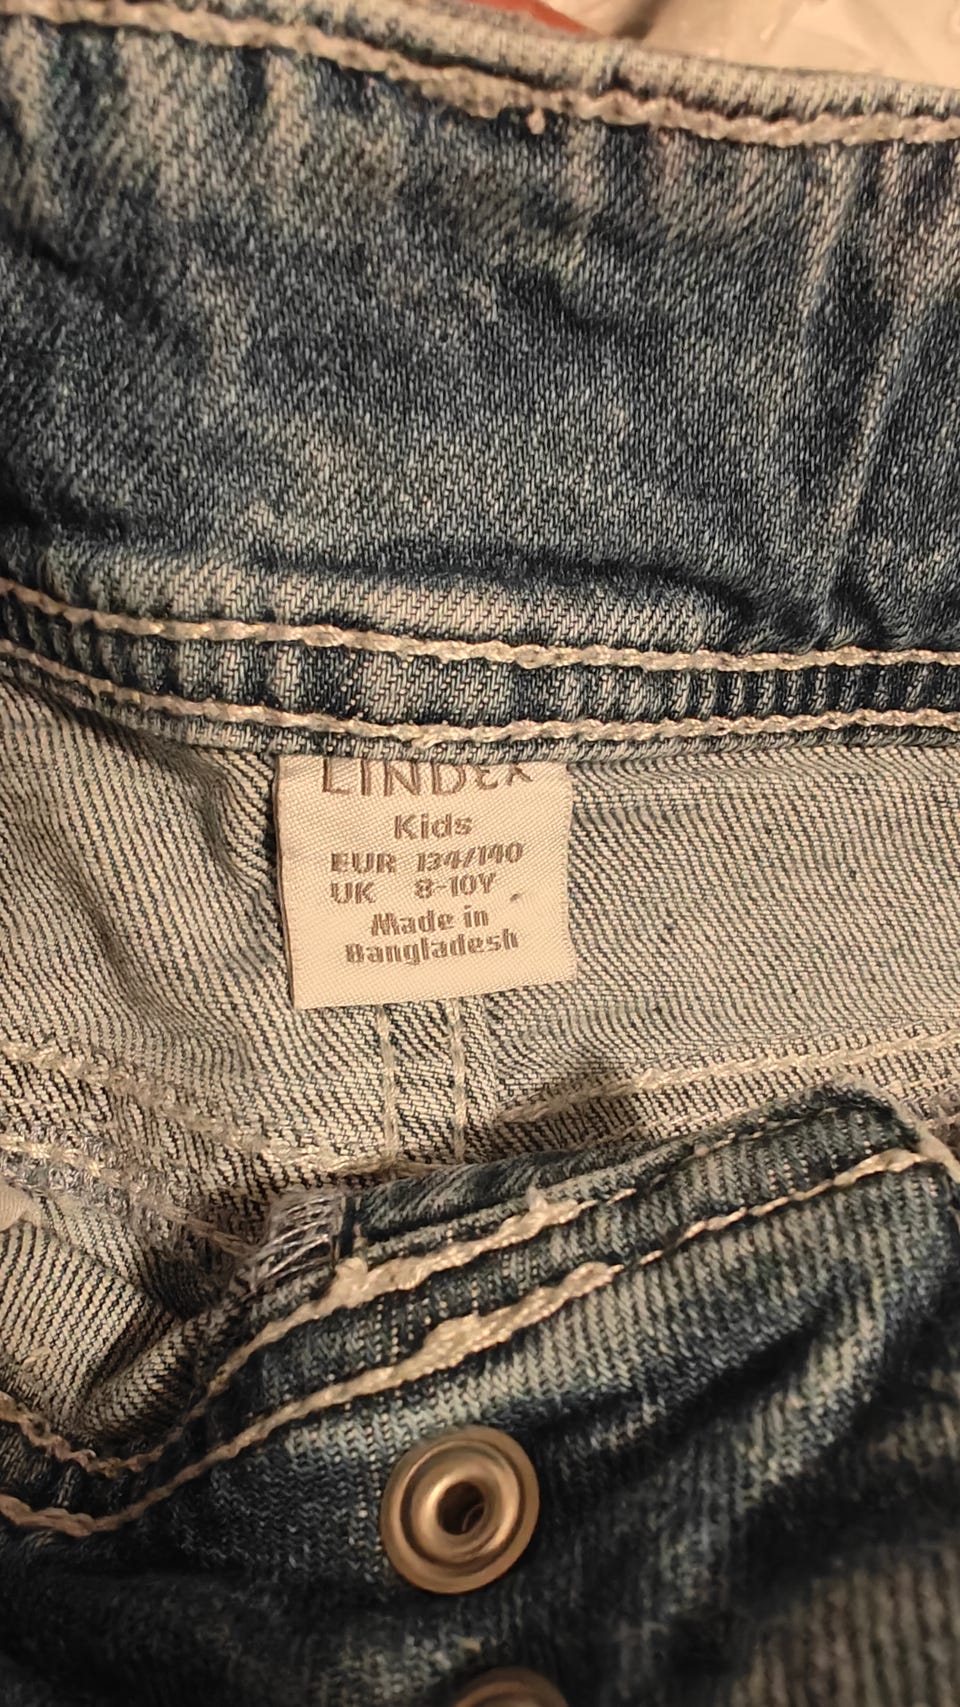 LINDEX
Kids
EUR 134/140
UK 8-10Y
Made in
Bangladesh